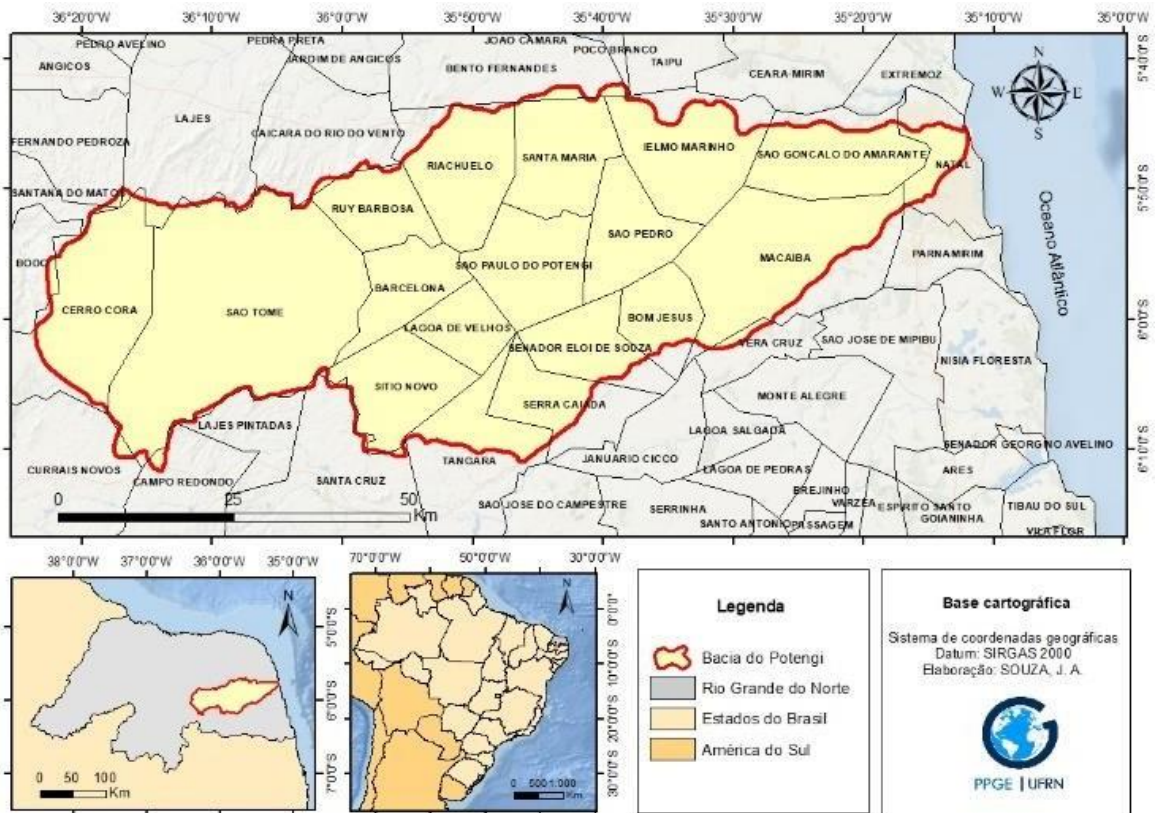 36°20'0"W 36°10'0"W 36°0'0"W 35°50'0"W 35°40'0"W 35°30'0"W 35°20'0"W 35°10'0"W 35°0'0"W
PEDRO AVELINO
PEDRA PRETA
JOAO CAMARA
ANGICOS
JARDIM DE ANGICOS
POCO BRANCO
BENTO FERNANDES
TAIPU
CEARA-MIRIM
EXTREMOZ
N
W E
S
5°40'0"S
LAJES
CAICARA DO RIO DO VENTO
FERNANDO PEDROZA
RIACHUELO
SANTA MARIA
IELMO MARINHO
SAO GONCALO DO AMARANTE
NATAL
SANTANA DO MATO
5°50'0"S
RUY BARBOSA
SAO PEDRO
Oceano Atlântico
BODO
SAO PAULO DO POTENGI
MACAIBA
PARNAMIRIM
BARCELONA
CERRO CORA
SAO TOME
LAGOA DE VELHOS
BOM JESUS
6°0'0"S
SENADOR ELOI DE SOUZA
VERA CRUZ
SAO JOSE DE MIPIBU
NISIA FLORESTA
SITIO NOVO
SERRA CAIADA
MONTE ALEGRE
LAJES PINTADAS
LAGOA SALGADA
SENADOR GEORGINO AVELINO
CURRAIS NOVOS
TANGARA
JANUARIO CICCO
LAGOA DE PEDRAS
ARES
6°10'0"S
CAMPO REDONDO
SANTA CRUZ
BREJINHO
VARZEA
SAO JOSE DO CAMPESTRE
SERRINHA
ESPIRITO SANTO
TIBAU DO SUL
SANTO ANTONIO
PASSAGEM
GOIANINHA
VILA FLOR
0 25 50
Km
38°0'0"W 37°0'0"W 36°0'0"W 35°0'0"W
N
5°0'0"S
6°0'0"S
7°0'0"S
0 50 100
Km
70°0'0"W 50°0'0"W 30°0'0"W
N
0°0'0"
10°0'0"S
20°0'0"S
30°0'0"S
0 500 1.000
Km
Legenda
Bacia do Potengi
Rio Grande do Norte
Estados do Brasil
América do Sul
Base cartográfica
Sistema de coordenadas geográficas
Datum: SIRGAS 2000
Elaboração: SOUZA, J. A.
PPGE | UFRN